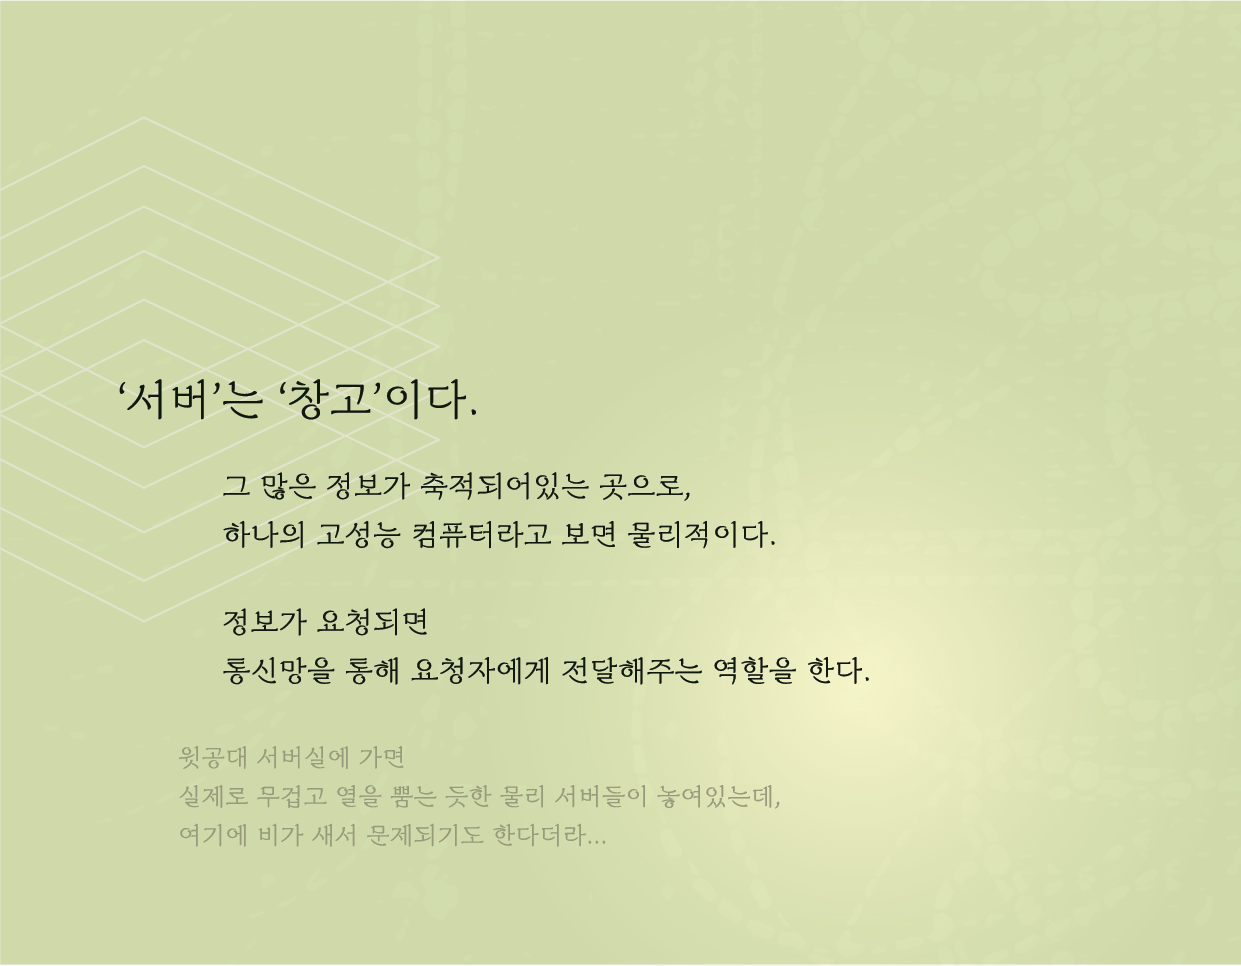 ‘서버’는 ‘창고’이다.
그 많은 정보가 축적되어있는 곳으로,
하나의 고성능 컴퓨터라고 보면 물리적이다.
정보가 요청되면
통신망을 통해 요청자에게 전달해주는 역할을 한다.
윗공대 서버실에 가면
실제로 무겁고 열을 뿜는 듯한 물리 서버들이 놓여있는데,
여기에 비가 새서 문제되기도 한다더라...